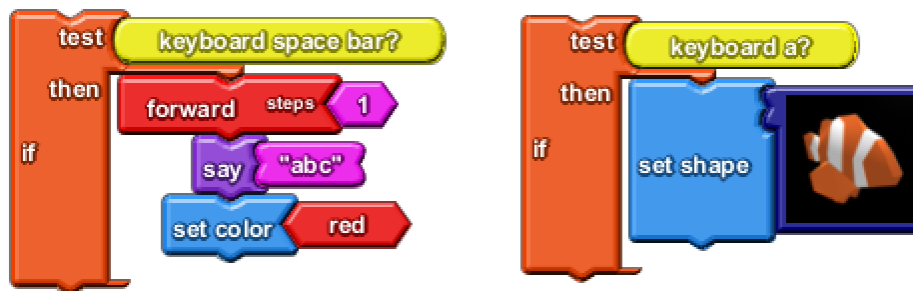 test keyboard space bar?
then forward steps 1
if
say "abc"
set color red
test keyboard a?
then
if set shape